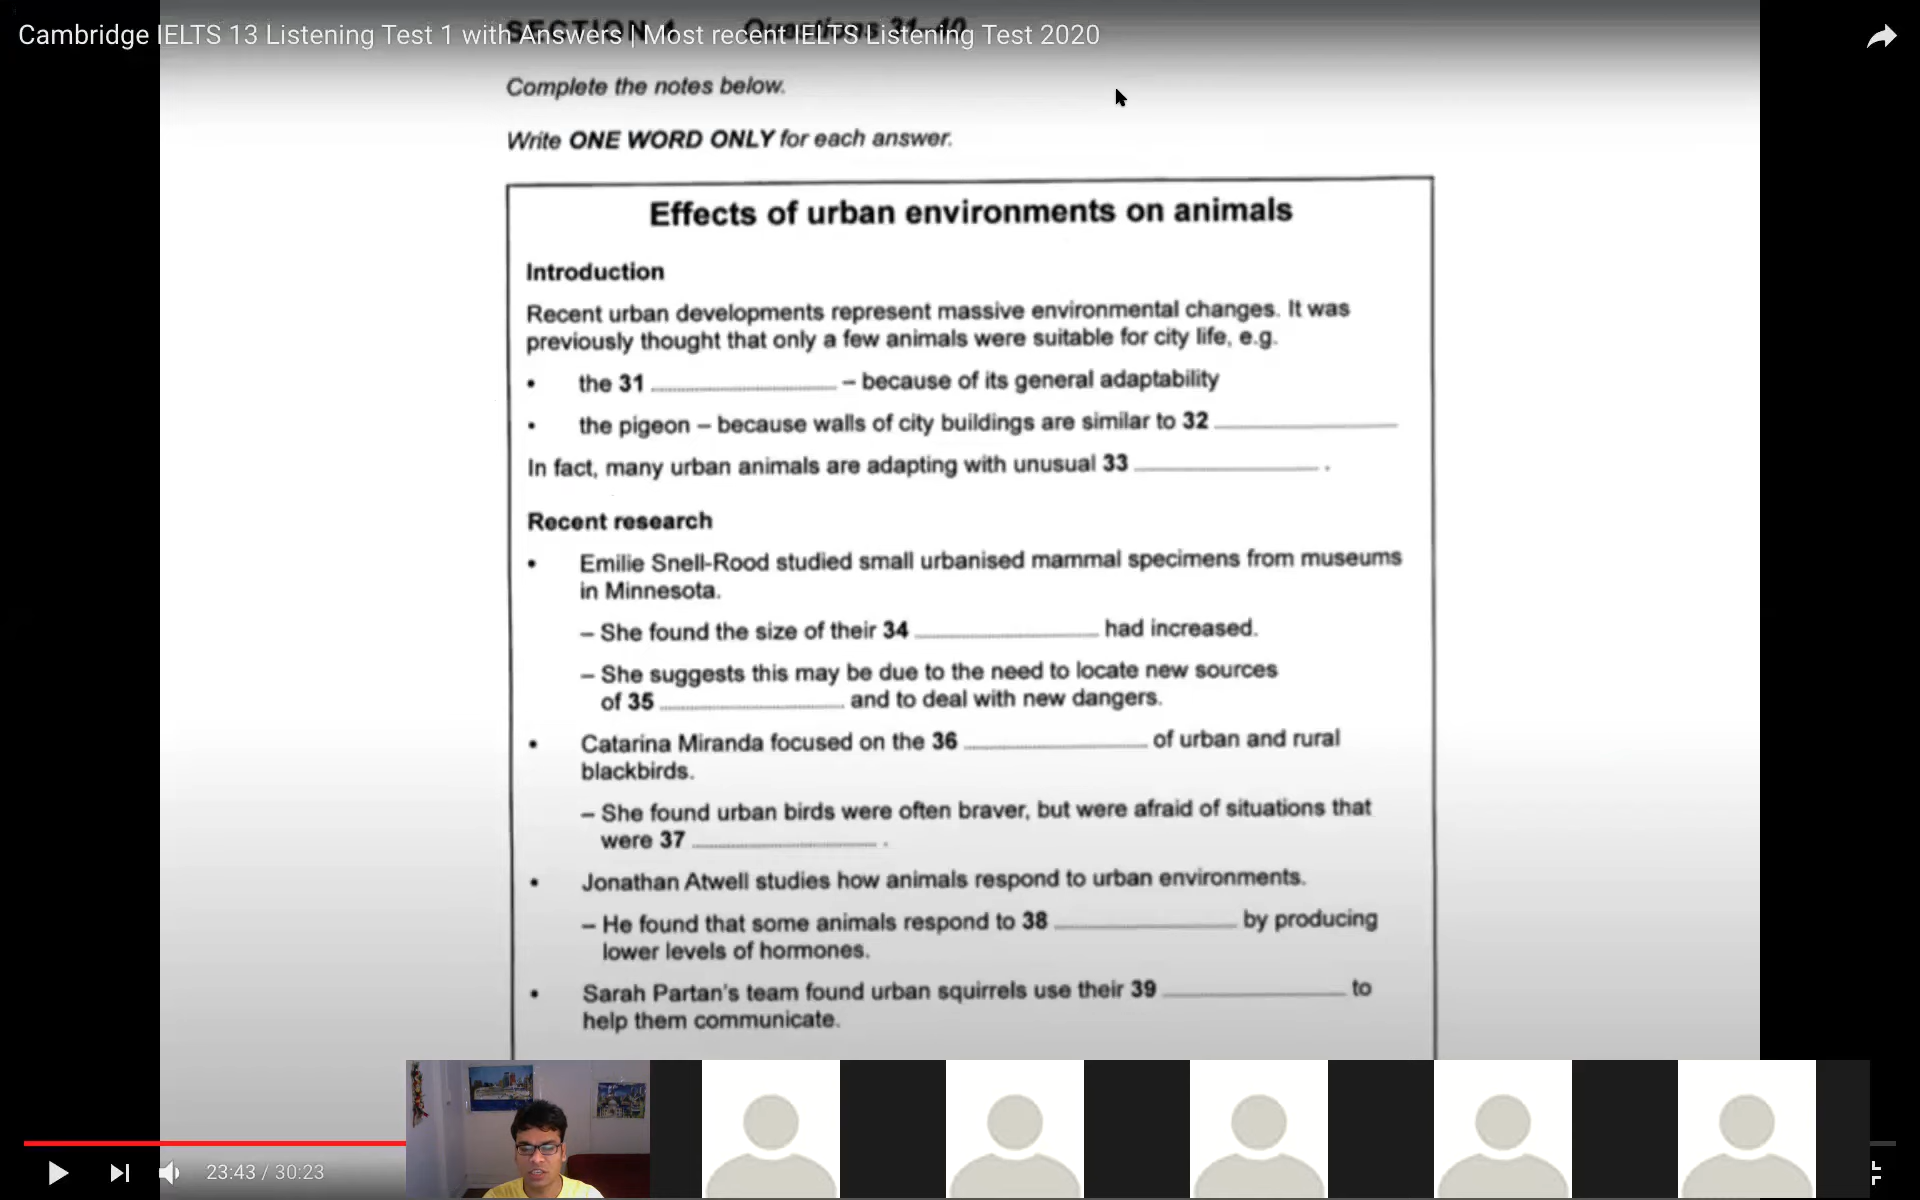 Cambridge IELTS 13 Listening Test 1 with Answers | Most recent IELTS Listening Test 2020
SECTION 4 Questions 31–40
Complete the notes below.
Write ONE WORD ONLY for each answer.
Effects of urban environments on animals
Introduction
Recent urban developments represent massive environmental changes. It was
previously thought that only a few animals were suitable for city life, e.g.
• the 31 – because of its general adaptability
• the pigeon – because walls of city buildings are similar to 32
In fact, many urban animals are adapting with unusual 33 .
Recent research
• Emilie Snell-Rood studied small urbanised mammal specimens from museums
in Minnesota.
– She found the size of their 34 had increased.
– She suggests this may be due to the need to locate new sources
of 35 and to deal with new dangers.
• Catarina Miranda focused on the 36 of urban and rural
blackbirds.
– She found urban birds were often braver, but were afraid of situations that
were 37 .
• Jonathan Atwell studies how animals respond to urban environments.
– He found that some animals respond to 38 by producing
lower levels of hormones.
• Sarah Partan's team found urban squirrels use their 39 to
help them communicate.
23:43 / 30:23